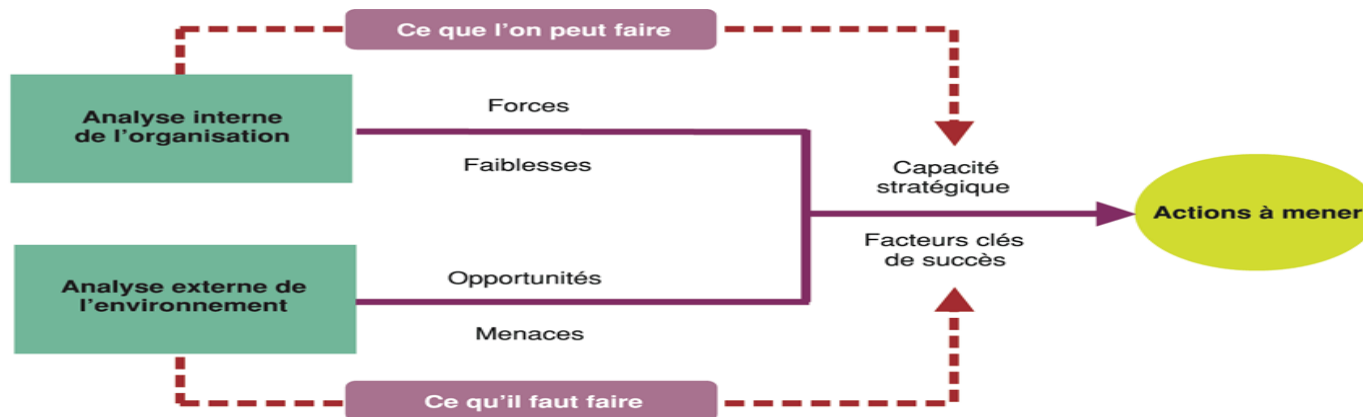 Ce que l'on peut faire
Analyse interne
de l'organisation
Forces
Faiblesses
Capacité
stratégique
Actions à mener
Facteurs clés
de succès
Analyse externe de
l'environnement
Opportunités
Menaces
Ce qu'il faut faire